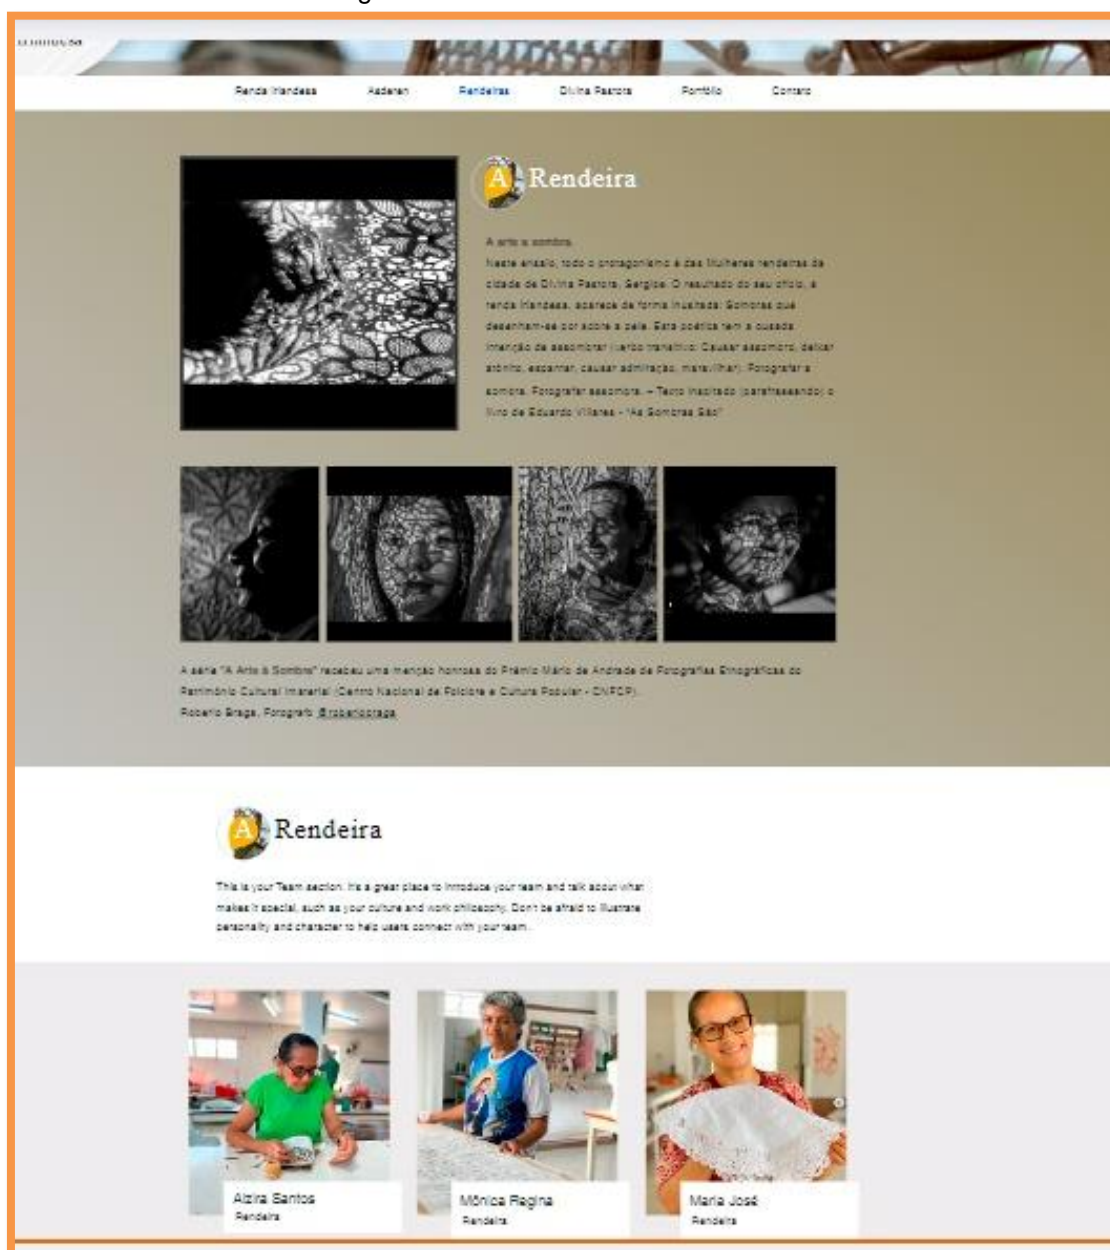 Renda Irlandesa Asderen Rendeiras Divina Pastora Portfólio Contato
A Rendeira
A arte à sombra.
Neste ensaio, todo o protagonismo é das Mulheres rendeiras da
cidade de Divina Pastora, Sergipe. O resultado do seu ofício, a
renda irlandesa, aparece de forma inusitada: Sombras que
desenham-se por sobre a pele. Esta poética tem a ousada
intenção de assombrar (verbo transitivo: Causar assombro, deixar
atônito, espantar, causar admiração, maravilhar). Fotografar a
sombra. Fotografar assombra. – Texto inspirado (parafraseando) o
livro de Eduardo Villares - "As Sombras São"
A série "A Arte à Sombra" recebeu uma menção honrosa do Prêmio Mário de Andrade de Fotografias Etnográficas do
Patrimônio Cultural Imaterial (Centro Nacional de Folclore e Cultura Popular - CNFCP).
Roberio Braga, Fotografo @roberiobraga
A Rendeira
This is your Team section. It's a great place to introduce your team and talk about what
makes it special, such as your culture and work philosophy. Don't be afraid to illustrate
personality and character to help users connect with your team.
Alzira Santos
Rendeira
Mônica Regina
Rendeira
Maria José
Rendeira